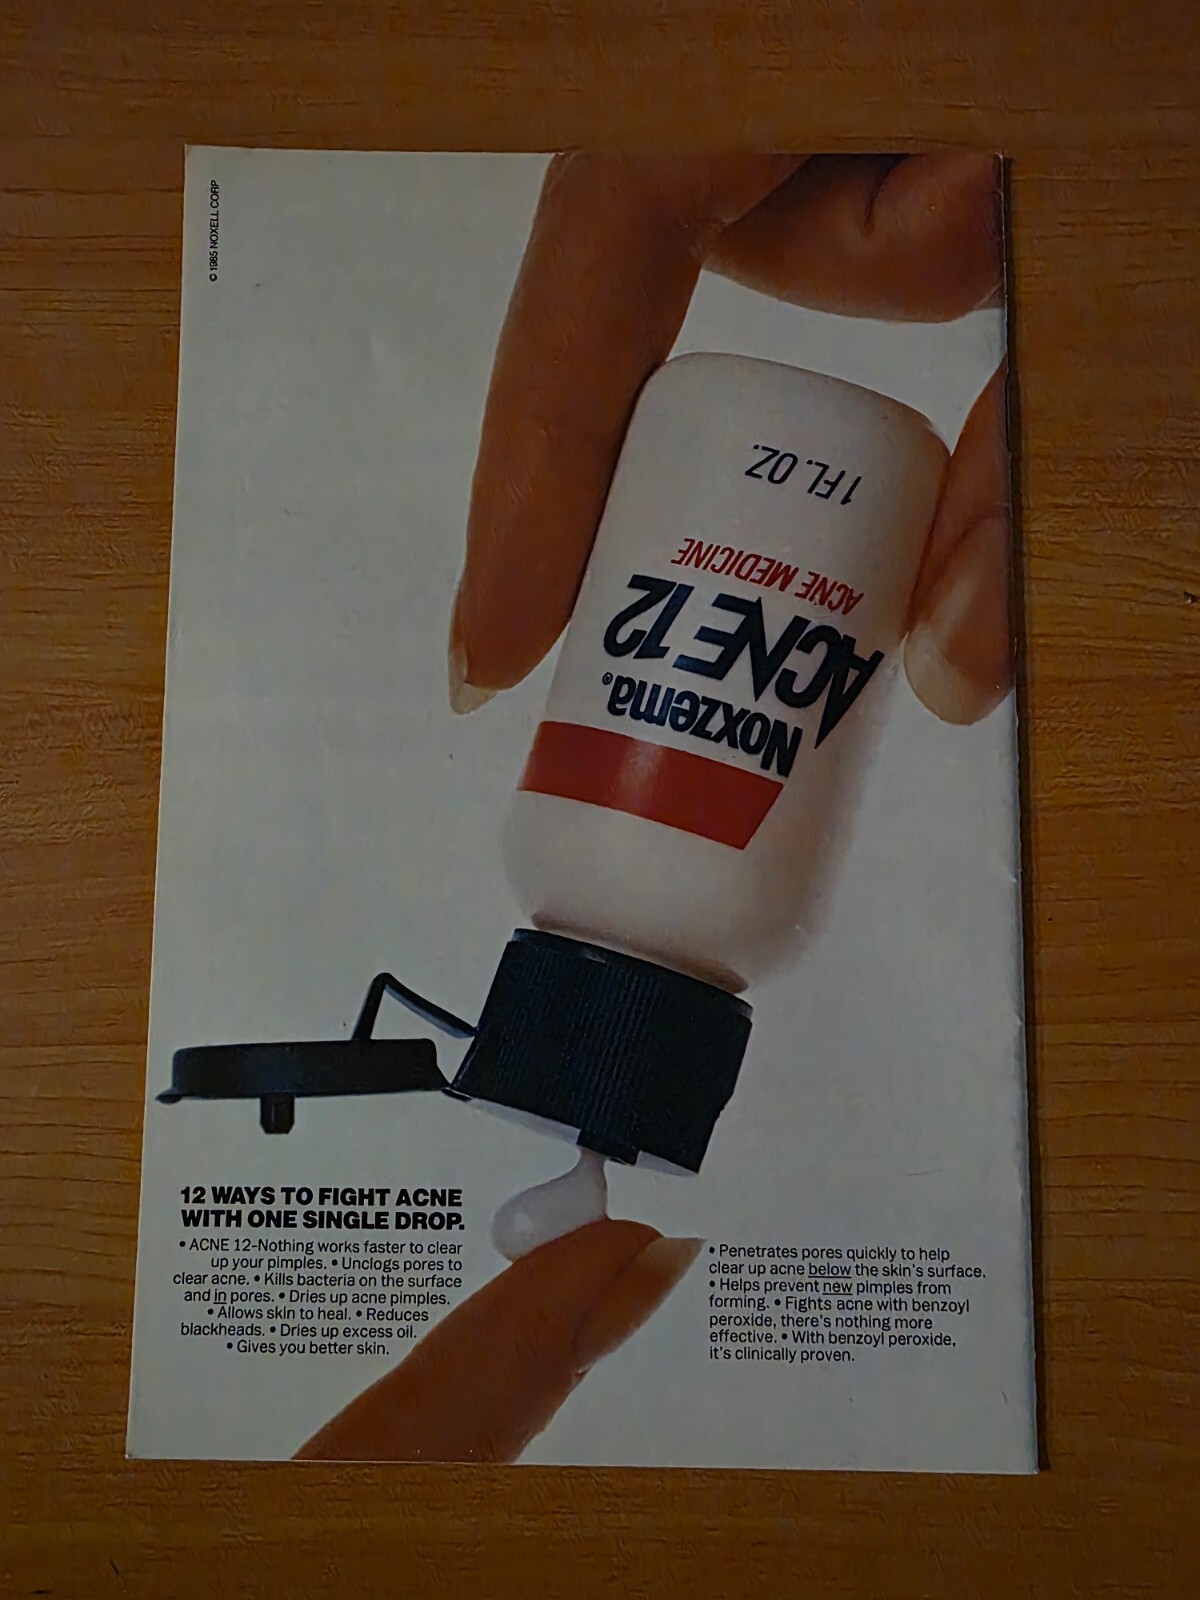 © 1985 NOXELL CORP
1 FL. OZ.
ACNE MEDICINE
ACNE 12
Noxzema®
12 WAYS TO FIGHT ACNE
WITH ONE SINGLE DROP.
• ACNE 12-Nothing works faster to clear
up your pimples. • Unclogs pores to
clear acne. • Kills bacteria on the surface
and in pores. • Dries up acne pimples.
• Allows skin to heal. • Reduces
blackheads. • Dries up excess oil.
• Gives you better skin.
• Penetrates pores quickly to help
clear up acne below the skin's surface.
• Helps prevent new pimples from
forming. • Fights acne with benzoyl
peroxide, there's nothing more
effective. • With benzoyl peroxide,
it's clinically proven.